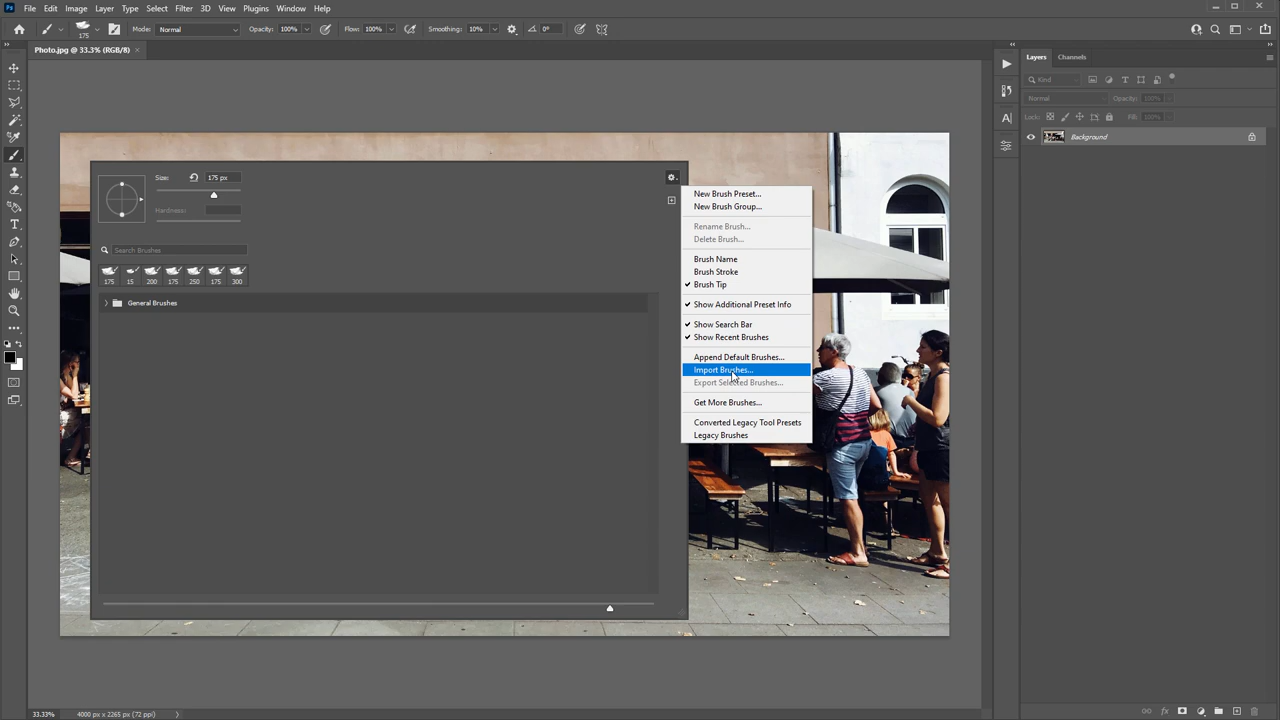 Ps File Edit Image Layer Type Select Filter 3D View Plugins Window Help
175 Mode: Normal Opacity: 100% Flow: 100% Smoothing: 10% 0°
Photo.jpg @ 33.3% (RGB/8) ×
Layers Channels
Kind
Normal Opacity: 100%
Lock: Fill: 100%
Background
Size: 175 px
Hardness:
Search Brushes
175 15 200 175 250 175 300
General Brushes
New Brush Preset...
New Brush Group...
Rename Brush...
Delete Brush...
Brush Name
Brush Stroke
Brush Tip
Show Additional Preset Info
Show Search Bar
Show Recent Brushes
Append Default Brushes...
Import Brushes...
Export Selected Brushes...
Get More Brushes...
Converted Legacy Tool Presets
Legacy Brushes
33.33% 4000 px x 2265 px (72 ppi)